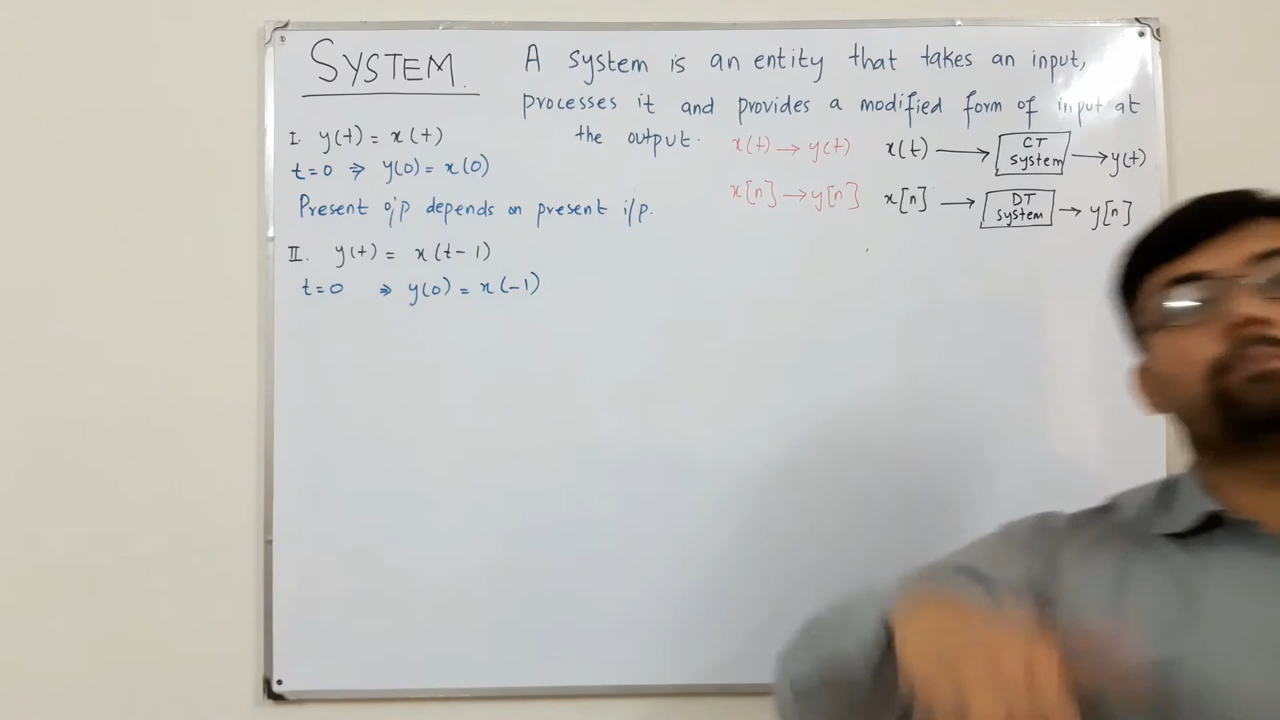 SYSTEM.
A system is an entity that takes an input,
processes it and provides a modified form of input at
the output.
I. y(t) = x(t)
t=0 ⇒ y(0) = x(0)
Present o/p depends on present i/p.
II. y(t) = x(t-1)
t=0 ⇒ y(0) = x(-1)
x(t) → y(t)
x[n] → y[n]
x(t) → CT system → y(t)
x[n] → DT system → y[n]